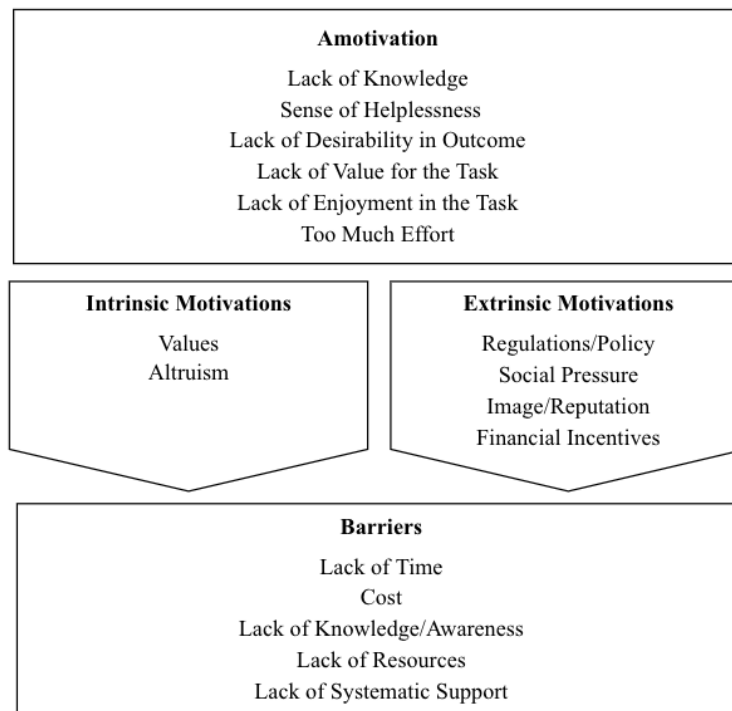 Amotivation
Lack of Knowledge
Sense of Helplessness
Lack of Desirability in Outcome
Lack of Value for the Task
Lack of Enjoyment in the Task
Too Much Effort
Intrinsic Motivations
Values
Altruism
Extrinsic Motivations
Regulations/Policy
Social Pressure
Image/Reputation
Financial Incentives
Barriers
Lack of Time
Cost
Lack of Knowledge/Awareness
Lack of Resources
Lack of Systematic Support